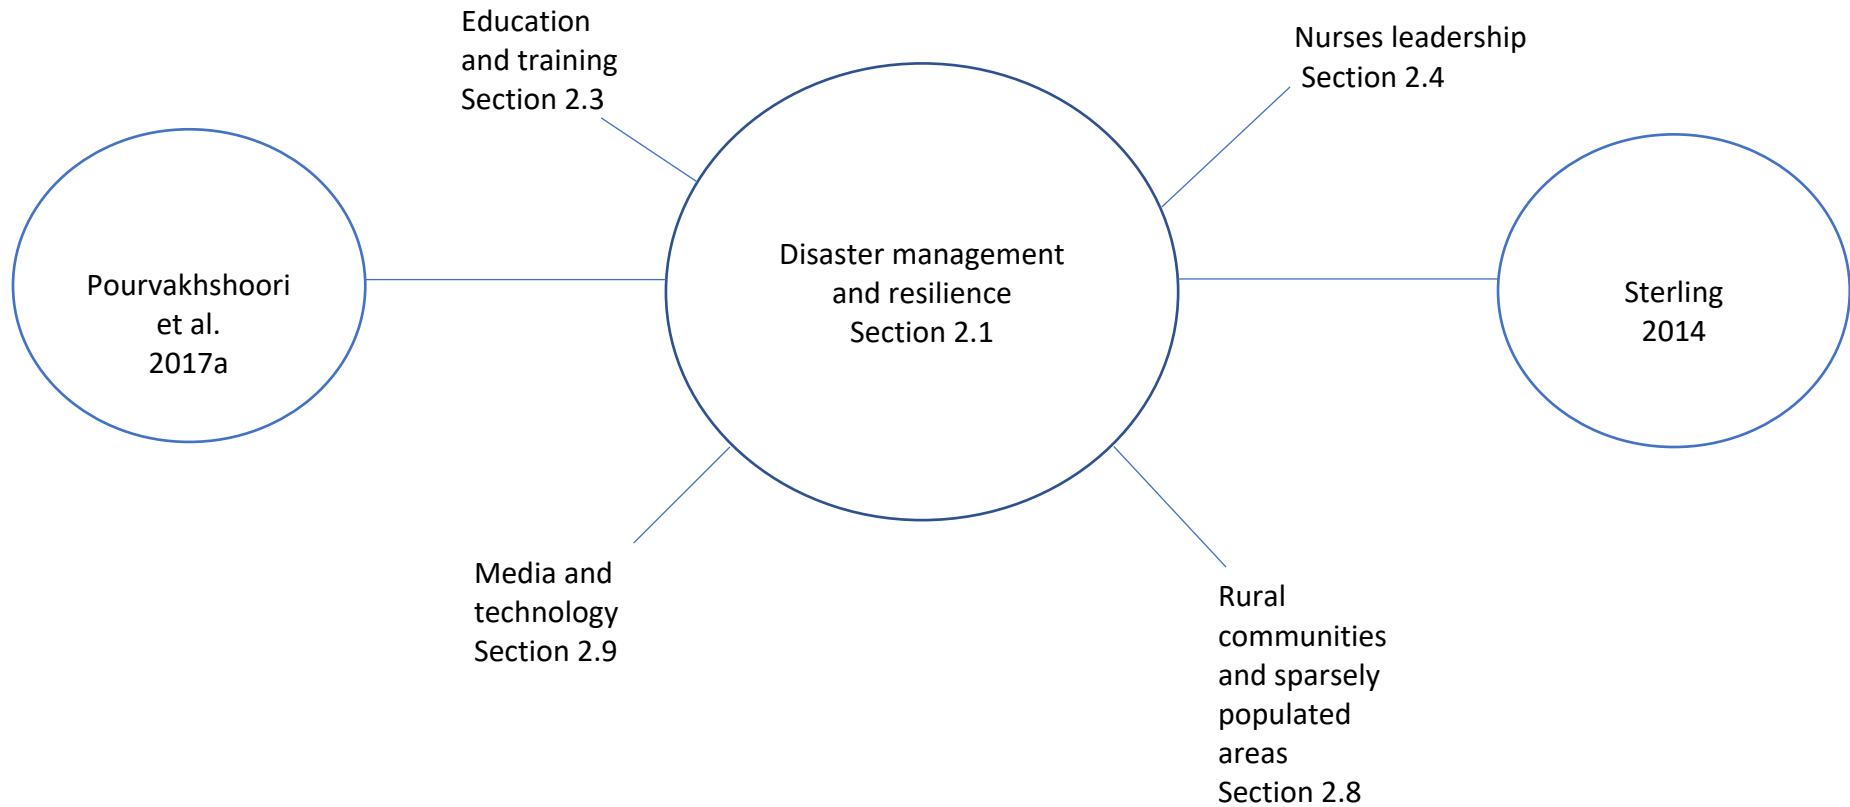 Education
and training
Section 2.3
Nurses leadership
Section 2.4
Pourvakhshoori
et al.
2017a
Disaster management
and resilience
Section 2.1
Sterling
2014
Media and
technology
Section 2.9
Rural
communities
and sparsely
populated
areas
Section 2.8